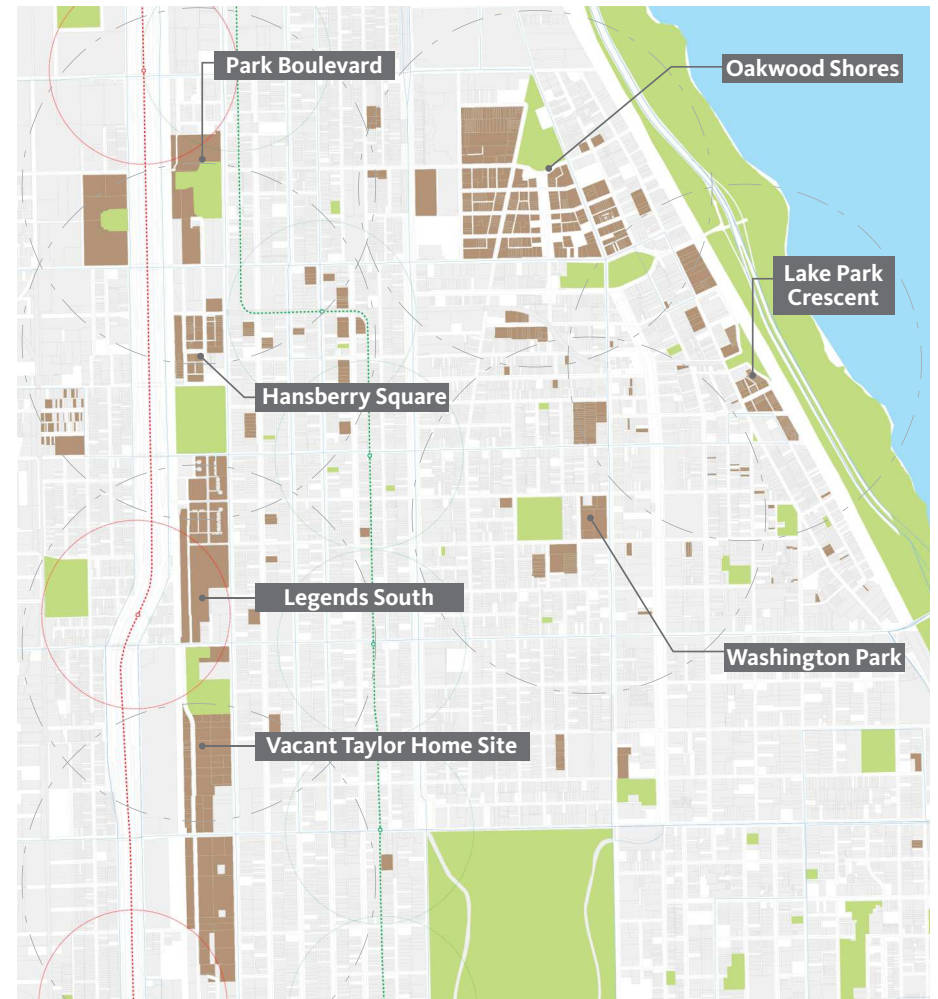 Park Boulevard
Oakwood Shores
Lake Park
Crescent
Hansberry Square
Legends South
Washington Park
Vacant Taylor Home Site